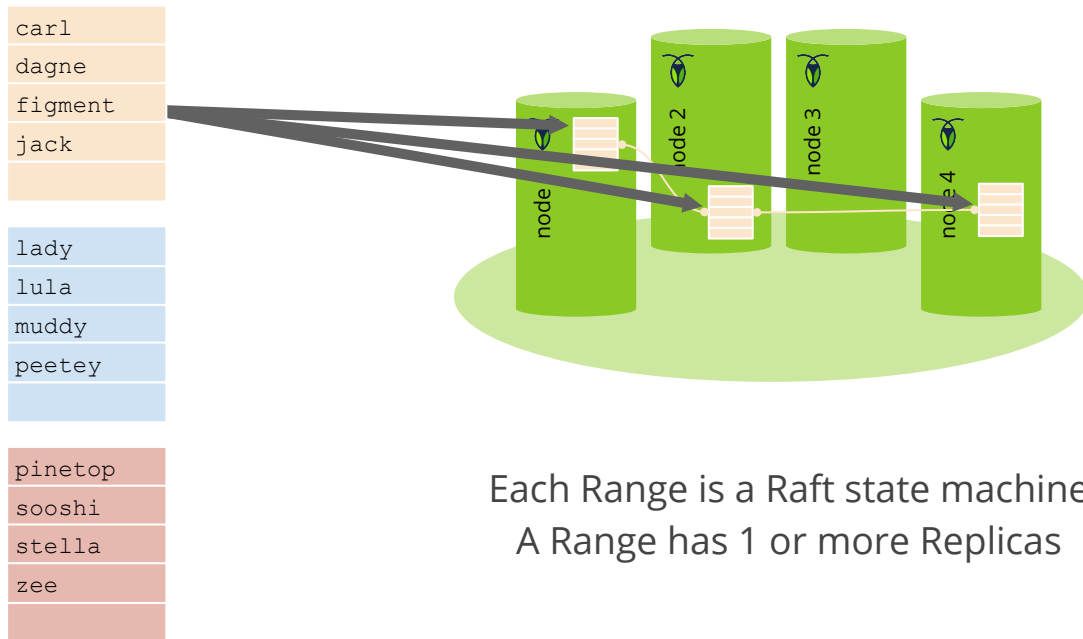 carl
dagne
figment
jack
lady
lula
muddy
peetey
pinetop
sooshi
stella
zee
node
node 2
node 3
node 4
Each Range is a Raft state machine
A Range has 1 or more Replicas